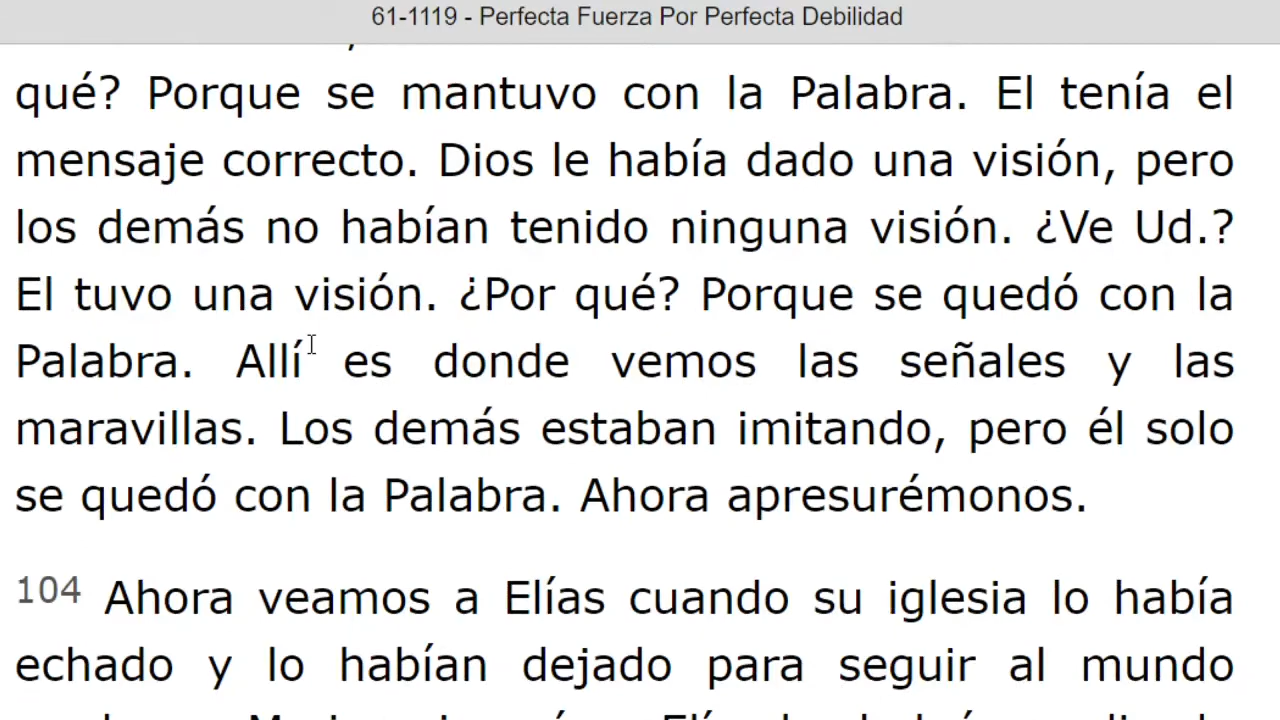 61-1119 - Perfecta Fuerza Por Perfecta Debilidad
qué? Porque se mantuvo con la Palabra. El tenía el
mensaje correcto. Dios le había dado una visión, pero
los demás no habían tenido ninguna visión. ¿Ve Ud.?
El tuvo una visión. ¿Por qué? Porque se quedó con la
Palabra. Allí es donde vemos las señales y las
maravillas. Los demás estaban imitando, pero él solo
se quedó con la Palabra. Ahora apresurémonos.
104 Ahora veamos a Elías cuando su iglesia lo había
echado y lo habían dejado para seguir al mundo